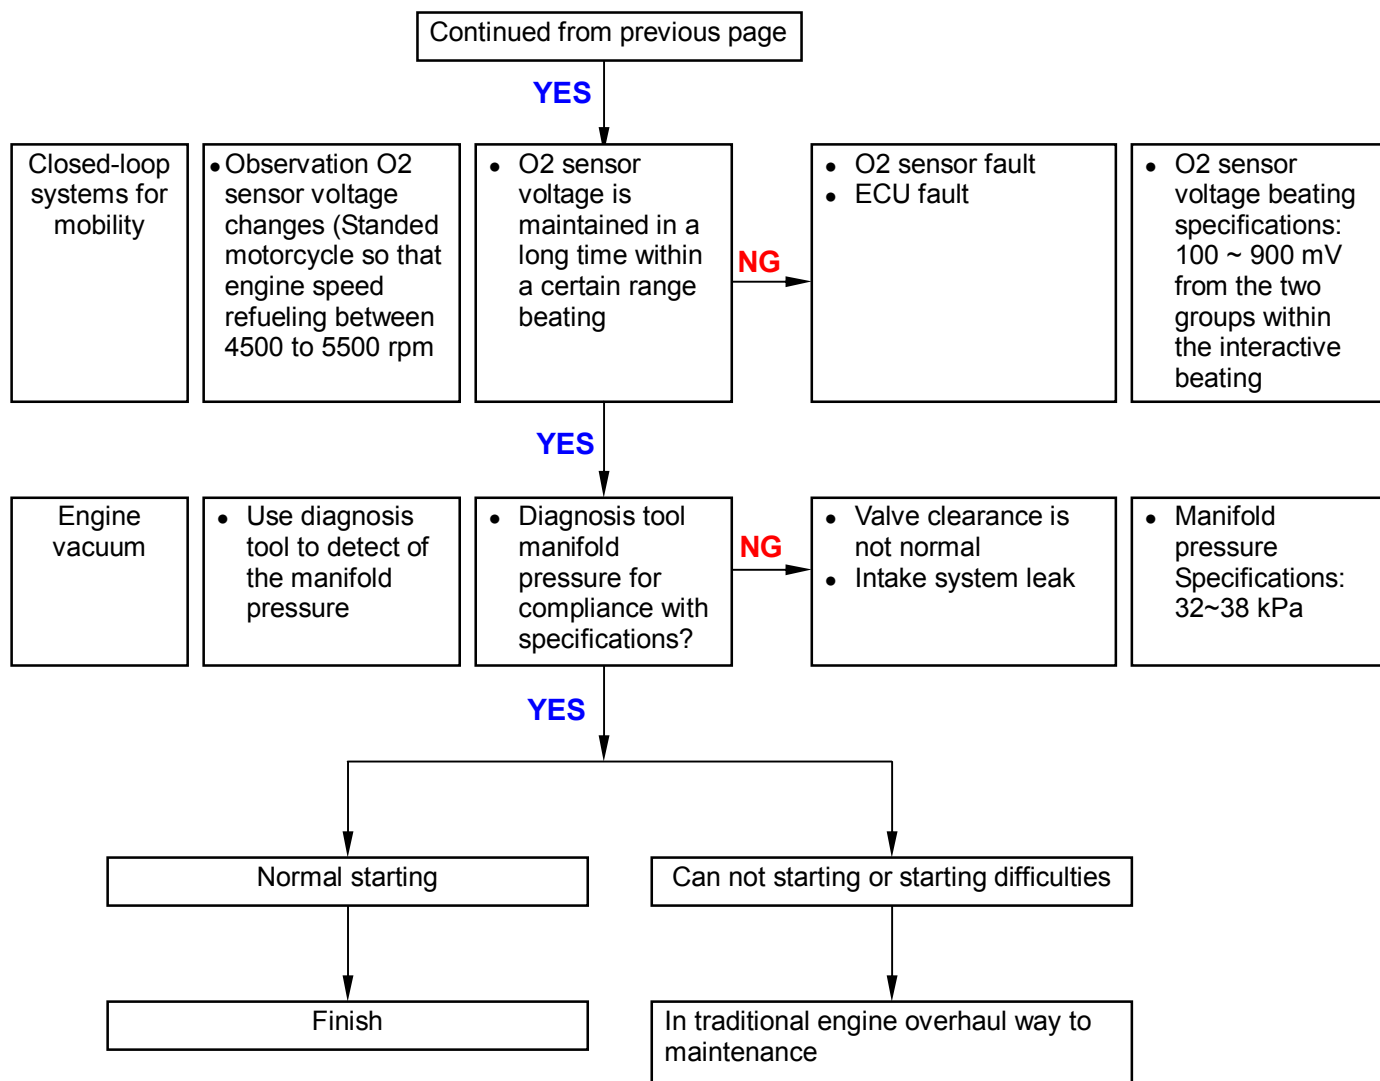 Continued from previous page
YES
Closed-loop
systems for
mobility
• Observation O2
sensor voltage
changes (Standed
motorcycle so that
engine speed
refueling between
4500 to 5500 rpm
• O2 sensor
voltage is
maintained in a
long time within
a certain range
beating
NG
• O2 sensor fault
• ECU fault
• O2 sensor
voltage beating
specifications:
100 ~ 900 mV
from the two
groups within
the interactive
beating
YES
Engine
vacuum
• Use diagnosis
tool to detect of
the manifold
pressure
• Diagnosis tool
manifold
pressure for
compliance with
specifications?
NG
• Valve clearance is
not normal
• Intake system leak
• Manifold
pressure
Specifications:
32~38 kPa
YES
Normal starting
Can not starting or starting difficulties
Finish
In traditional engine overhaul way to
maintenance